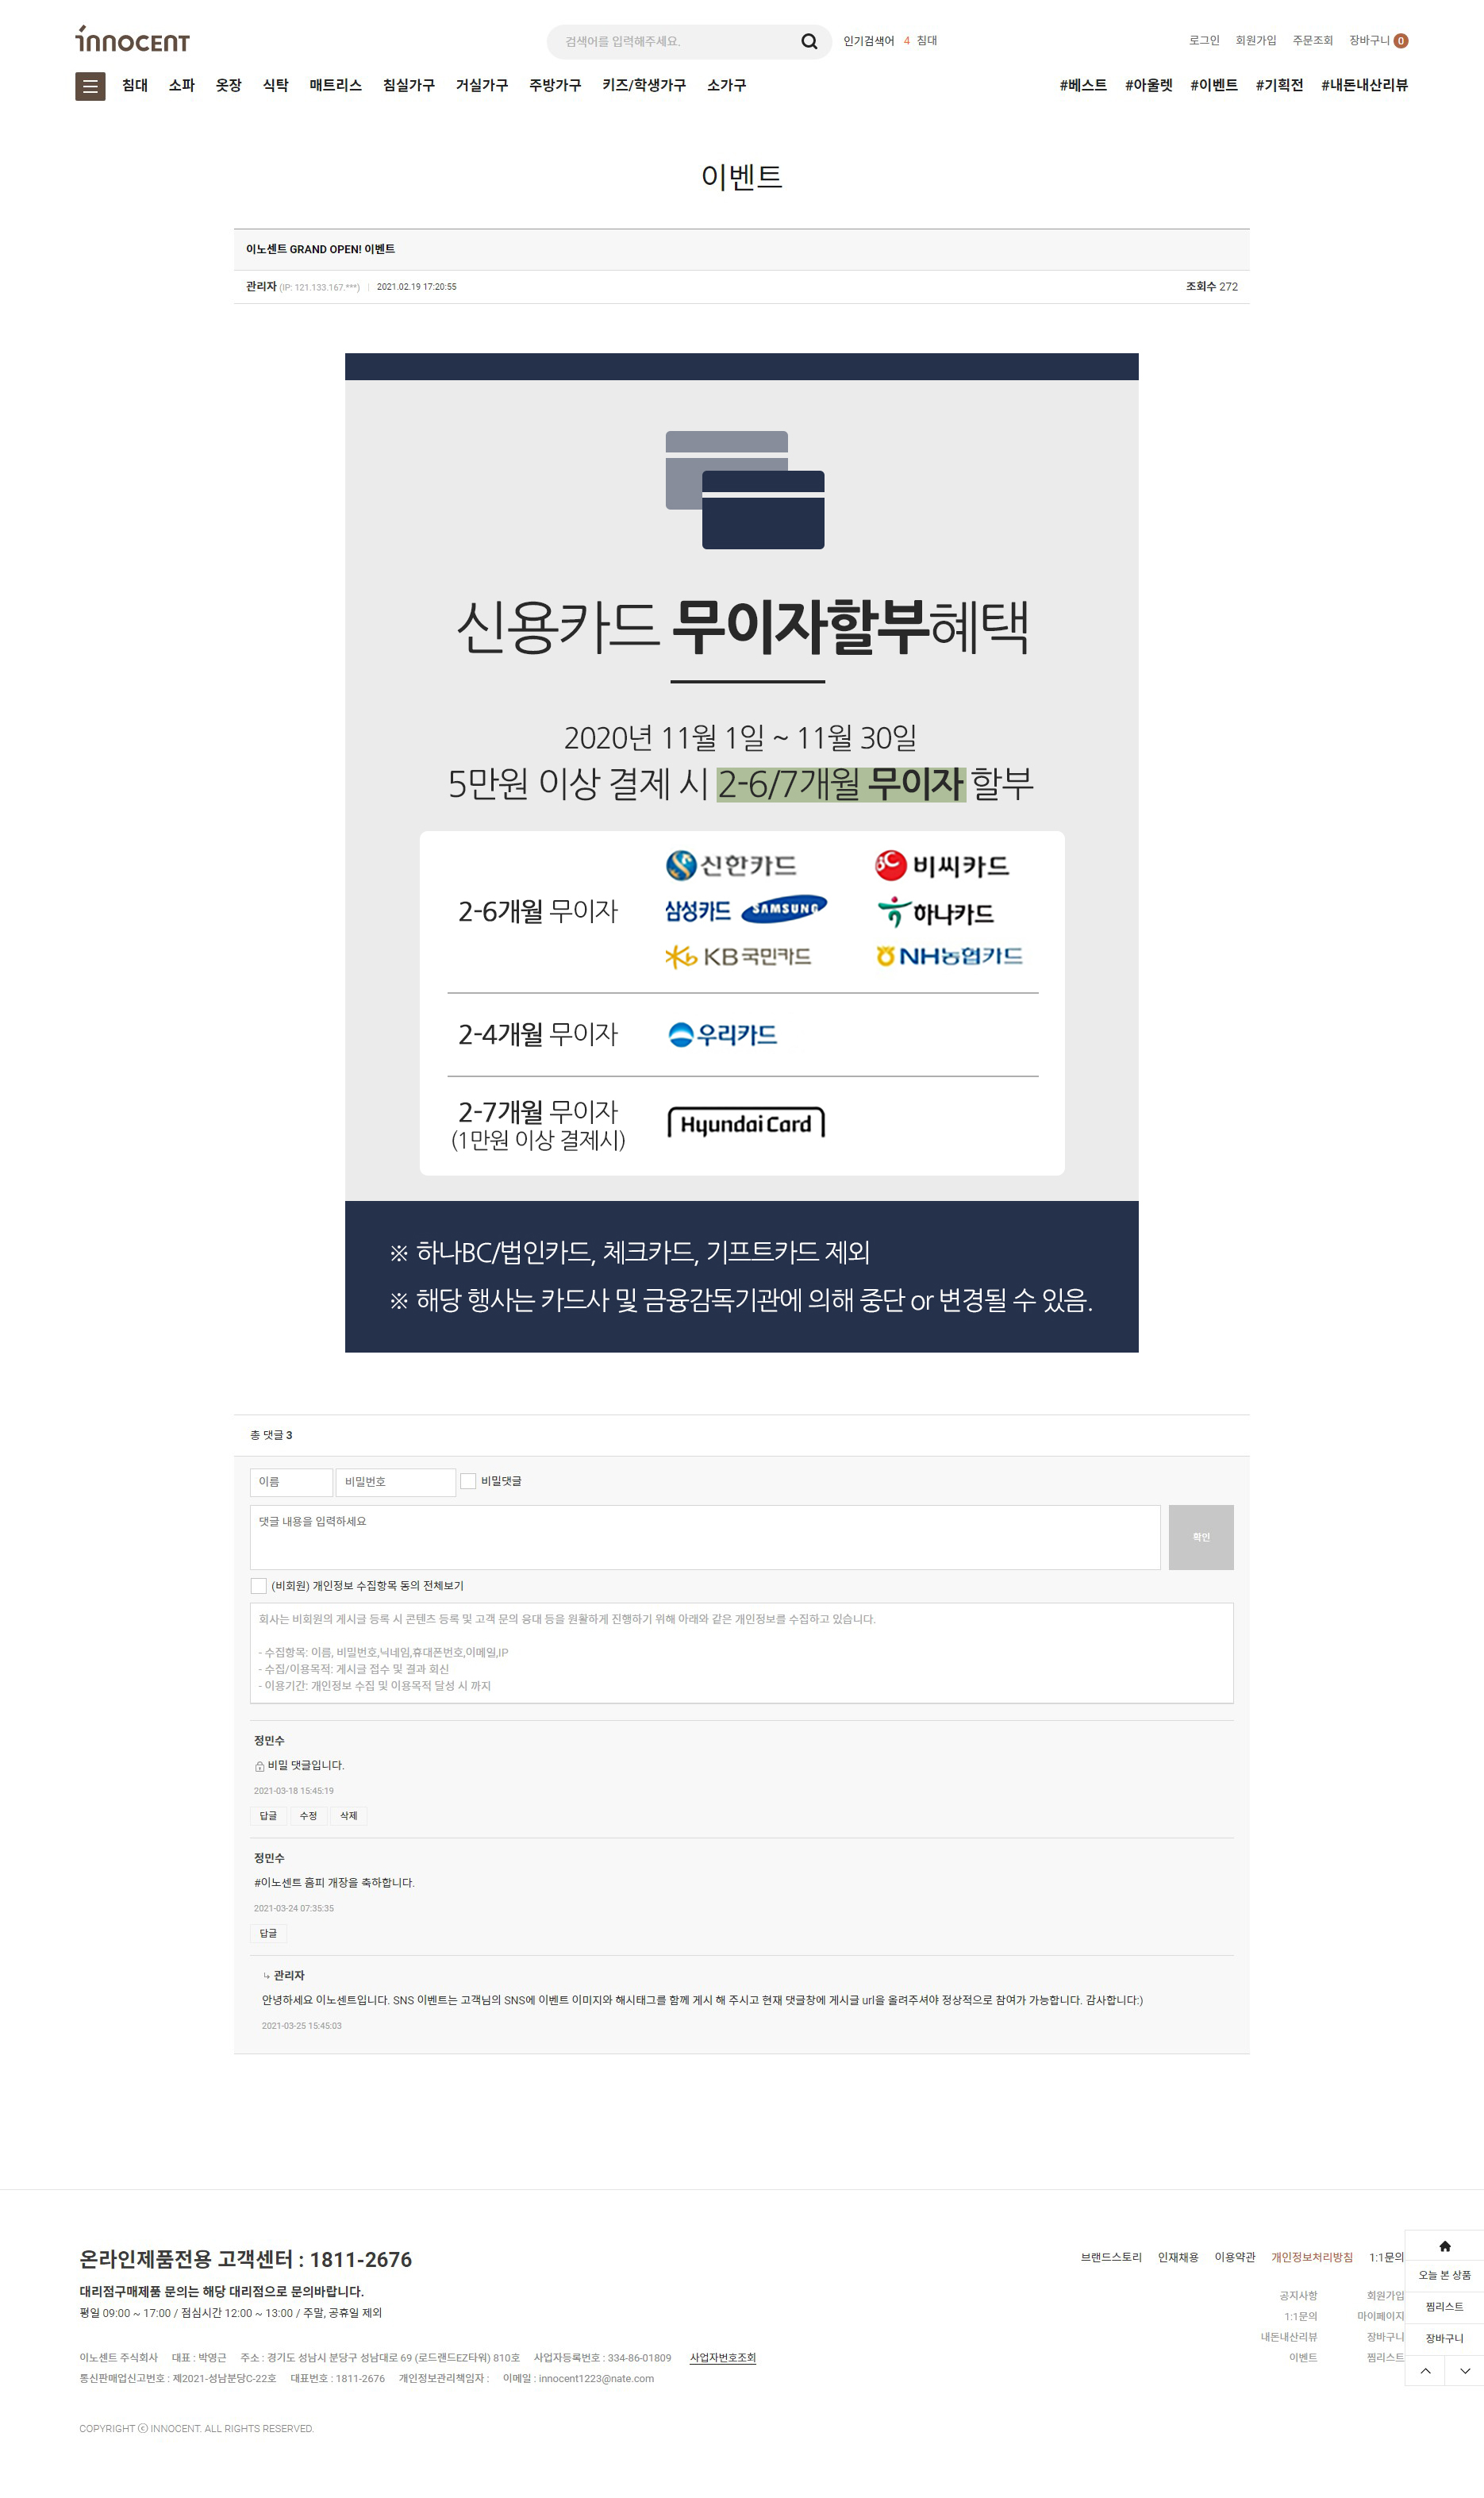 innocent
검색어를 입력해주세요.
인기검색어 4 침대
로그인 회원가입 주문조회 장바구니 0
침대 소파 옷장 식탁 매트리스 침실가구 거실가구 주방가구 키즈/학생가구 소가구
#베스트 #아울렛 #이벤트 #기획전 #내돈내산리뷰
이벤트
이노센트 GRAND OPEN! 이벤트
관리자 (IP: 121.133.167.***) 2021.02.19 17:20:55
조회수 272
신용카드 무이자할부혜택
2020년 11월 1일 ~ 11월 30일
5만원 이상 결제 시 2-6/7개월 무이자 할부
신한카드 비씨카드
2-6개월 무이자 삼성카드 SAMSUNG 하나카드
KB국민카드 NH농협카드
2-4개월 무이자 우리카드
2-7개월 무이자
(1만원 이상 결제시)
Hyundai Card
※ 하나BC/법인카드, 체크카드, 기프트카드 제외
※ 해당 행사는 카드사 및 금융감독기관에 의해 중단 or 변경될 수 있음.
총 댓글 3
이름 비밀번호 비밀댓글
댓글 내용을 입력하세요
확인
(비회원) 개인정보 수집항목 동의 전체보기
회사는 비회원의 게시글 등록 시 콘텐츠 등록 및 고객 문의 응대 등을 원활하게 진행하기 위해 아래와 같은 개인정보를 수집하고 있습니다.
- 수집항목: 이름, 비밀번호,닉네임,휴대폰번호,이메일,IP
- 수집/이용목적: 게시글 접수 및 결과 회신
- 이용기간: 개인정보 수집 및 이용목적 달성 시 까지
정민수
비밀 댓글입니다.
2021-03-18 15:45:19
답글 수정 삭제
정민수
#이노센트 홈피 개장을 축하합니다.
2021-03-24 07:35:35
답글
관리자
안녕하세요 이노센트입니다. SNS 이벤트는 고객님의 SNS에 이벤트 이미지와 해시태그를 함께 게시 해 주시고 현재 댓글창에 게시글 url을 올려주셔야 정상적으로 참여가 가능합니다. 감사합니다:)
2021-03-25 15:45:03
온라인제품전용 고객센터 : 1811-2676
대리점구매제품 문의는 해당 대리점으로 문의바랍니다.
평일 09:00 ~ 17:00 / 점심시간 12:00 ~ 13:00 / 주말, 공휴일 제외
이노센트 주식회사 대표 : 박영근 주소 : 경기도 성남시 분당구 성남대로 69 (로드랜드EZ타워) 810호 사업자등록번호 : 334-86-01809 사업자번호조회
통신판매업신고번호 : 제2021-성남분당C-22호 대표번호 : 1811-2676 개인정보관리책임자 : 이메일 : innocent1223@nate.com
COPYRIGHT ⓒ INNOCENT. ALL RIGHTS RESERVED.
브랜드스토리 인재채용 이용약관 개인정보처리방침 1:1문의
공지사항 회원가입
1:1문의 마이페이지
내돈내산리뷰 장바구니
이벤트 찜리스트
오늘 본 상품
찜리스트
장바구니